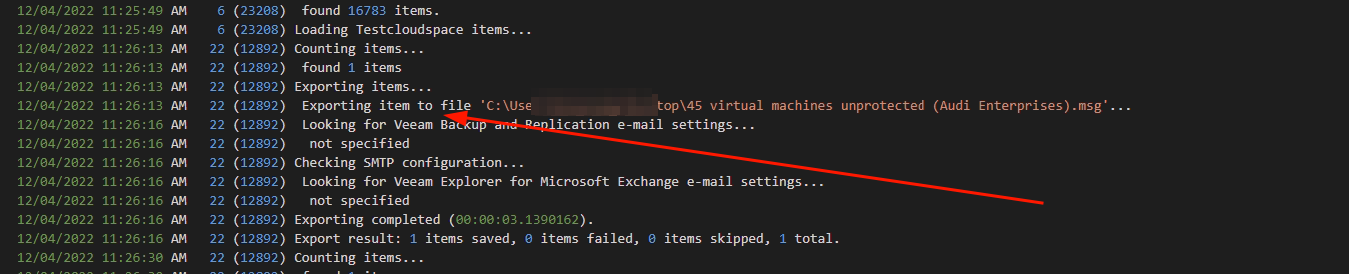 12/04/2022 11:25:49 AM 6 (23208) found 16783 items.
12/04/2022 11:25:49 AM 6 (23208) Loading Testcloudspace items...
12/04/2022 11:26:13 AM 22 (12892) Counting items...
12/04/2022 11:26:13 AM 22 (12892) found 1 items
12/04/2022 11:26:13 AM 22 (12892) Exporting items...
12/04/2022 11:26:13 AM 22 (12892) Exporting item to file 'C:\Use top\45 virtual machines unprotected (Audi Enterprises).msg'...
12/04/2022 11:26:16 AM 22 (12892) Looking for Veeam Backup and Replication e-mail settings...
12/04/2022 11:26:16 AM 22 (12892) not specified
12/04/2022 11:26:16 AM 22 (12892) Checking SMTP configuration...
12/04/2022 11:26:16 AM 22 (12892) Looking for Veeam Explorer for Microsoft Exchange e-mail settings...
12/04/2022 11:26:16 AM 22 (12892) not specified
12/04/2022 11:26:16 AM 22 (12892) Exporting completed (00:00:03.1390162).
12/04/2022 11:26:16 AM 22 (12892) Export result: 1 items saved, 0 items failed, 0 items skipped, 1 total.
12/04/2022 11:26:30 AM 22 (12892) Counting items...